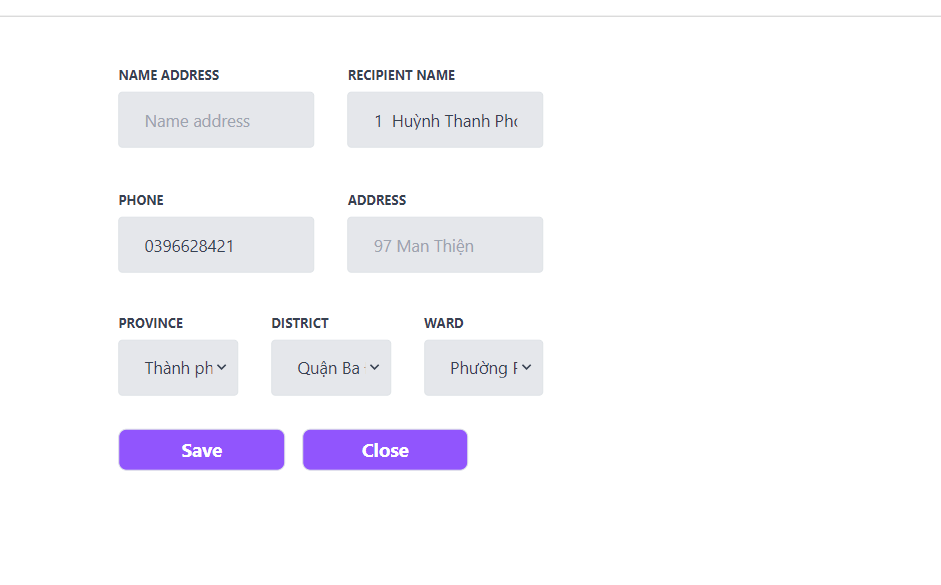 NAME ADDRESS RECIPIENT NAME
Name address 1 Huỳnh Thanh
PHONE ADDRESS
0396628421 97 Man Thiện
PROVINCE DISTRICT WARD
Thành Quận Ba Phường
Save Close